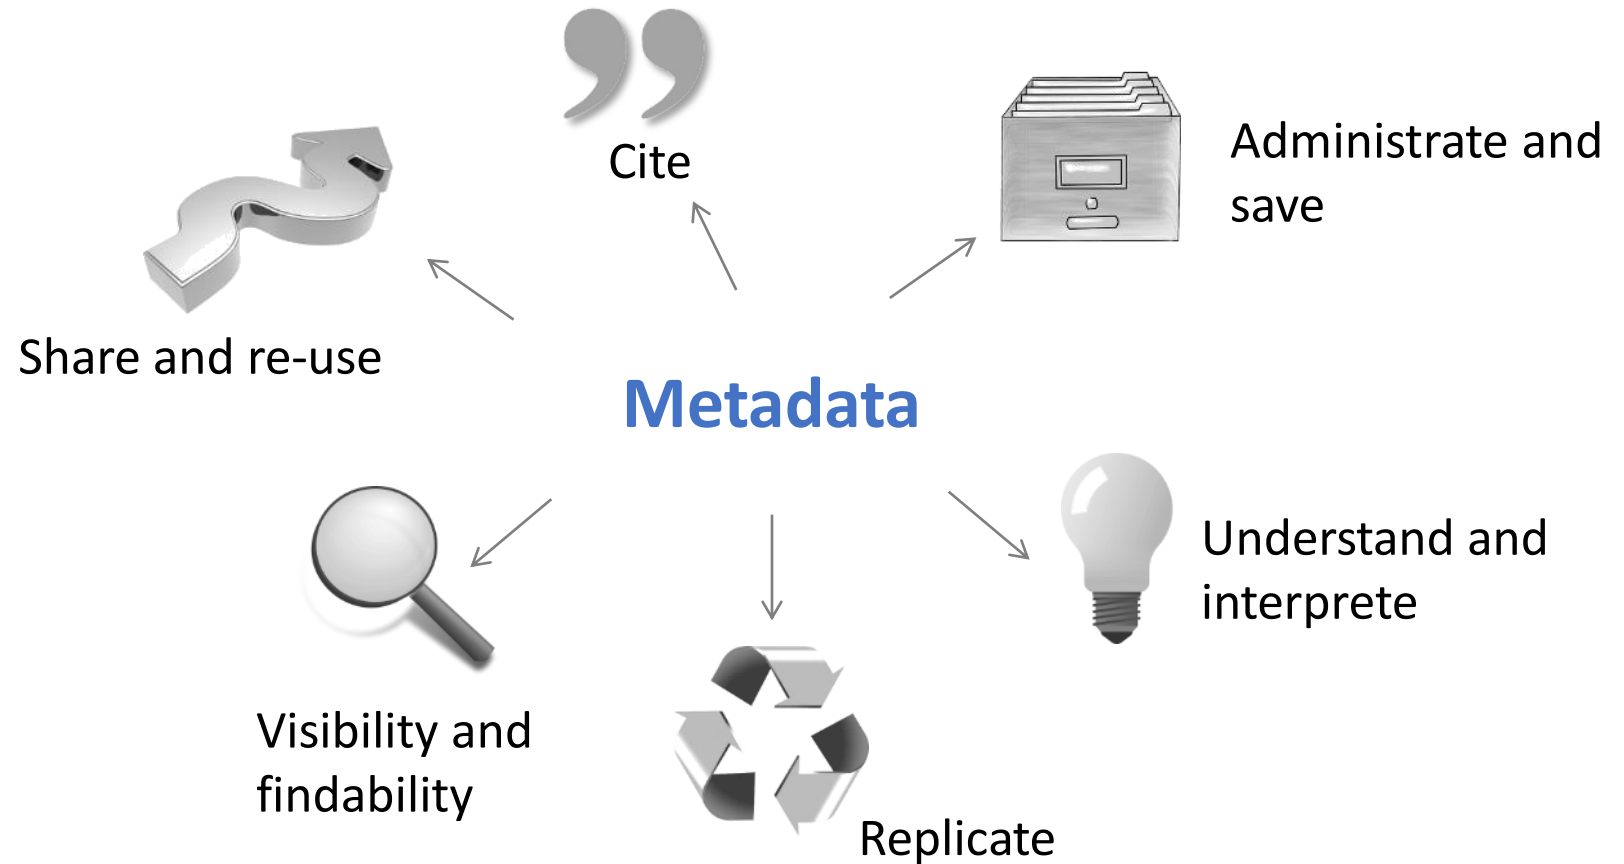 Cite
Administrate and
save
Share and re-use
Metadata
Understand and
interprete
Visibility and
findability
Replicate